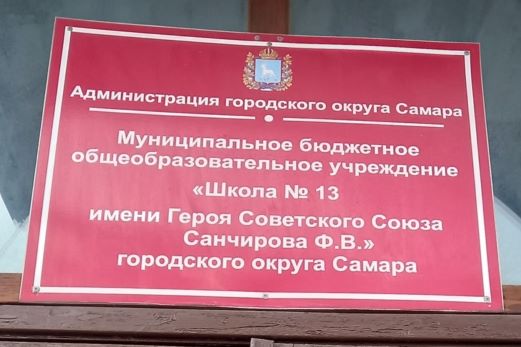 Администрация городского округа Самара
Муниципальное бюджетное
общеобразовательное учреждение
«Школа № 13
имени Героя Советского Союза
Санчирова Ф.В.»
городского округа Самара